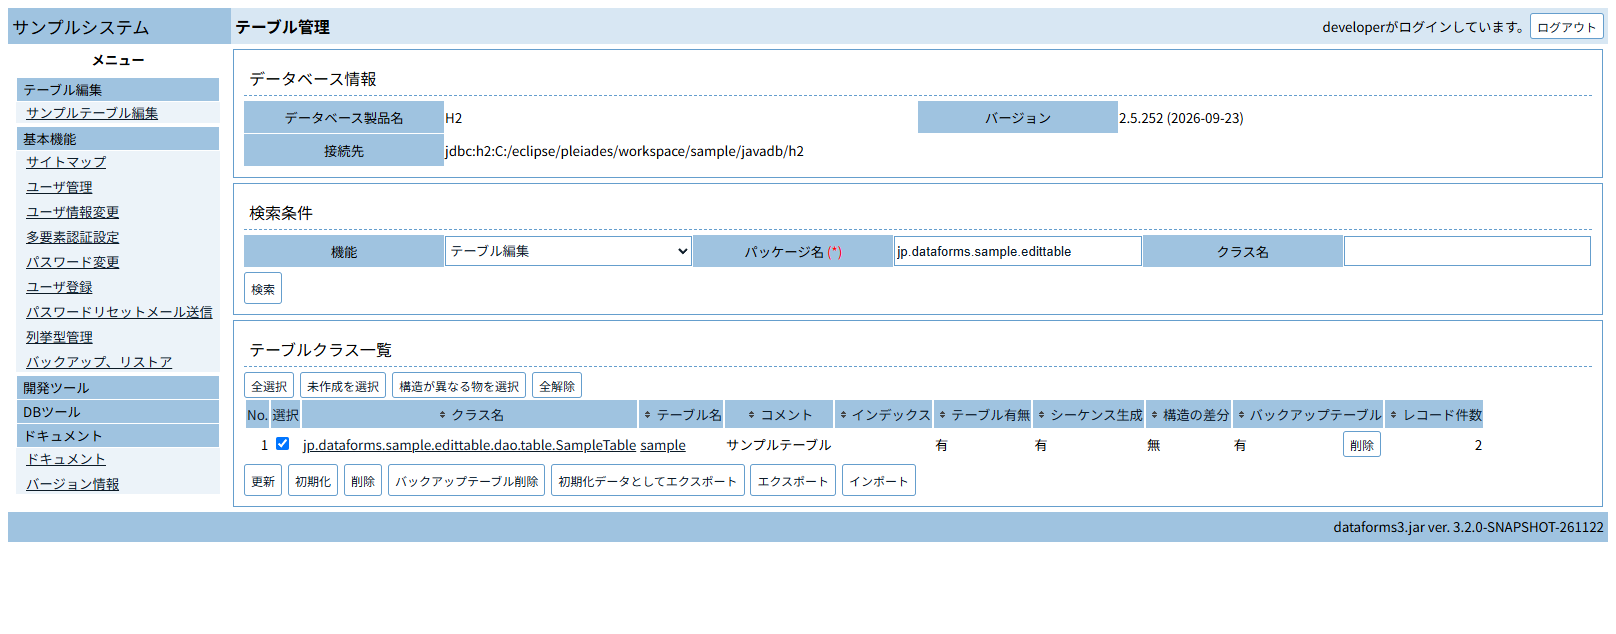 サンプルシステム
テーブル管理
developerがログインしています。 ログアウト
メニュー
テーブル編集
サンプルテーブル編集
基本機能
サイトマップ
ユーザ管理
ユーザ情報変更
多要素認証設定
パスワード変更
ユーザ登録
パスワードリセットメール送信
列挙型管理
バックアップ、リストア
開発ツール
DBツール
ドキュメント
ドキュメント
バージョン情報
データベース情報
データベース製品名 H2 バージョン 2.5.252 (2026-09-23)
接続先 jdbc:h2:C:/eclipse/pleiades/workspace/sample/javadb/h2
検索条件
機能 テーブル編集 パッケージ名 (*) jp.dataforms.sample.edittable クラス名
検索
テーブルクラス一覧
全選択 未作成を選択 構造が異なる物を選択 全解除
No. 選択 クラス名 テーブル名 コメント インデックス テーブル有無 シーケンス生成 構造の差分 バックアップテーブル レコード件数
1 jp.dataforms.sample.edittable.dao.table.SampleTable sample サンプルテーブル 有 有 無 有 削除 2
更新 初期化 削除 バックアップテーブル削除 初期化データとしてエクスポート エクスポート インポート
dataforms3.jar ver. 3.2.0-SNAPSHOT-261122